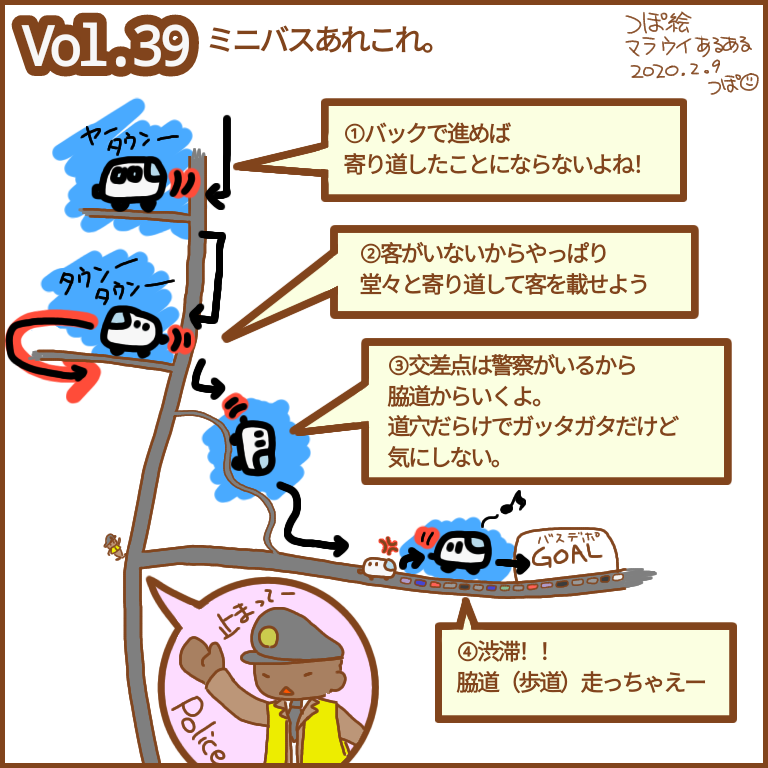 Vol.39 ミニバスあれこれ。
つぽ絵
マラウイあるある
2020.2.9
つぽ
ヤー
タウンー
①バックで進めば
寄り道したことにならないよね!
②客がいないからやっぱり
堂々と寄り道して客を載せよう
タウンー
タウンー
③交差点は警察がいるから
脇道からいくよ。
道穴だらけでガッタガタだけど
気にしない。
バスデポ
GOAL
止まってー
Police
④渋滞!!
脇道(歩道)走っちゃえー